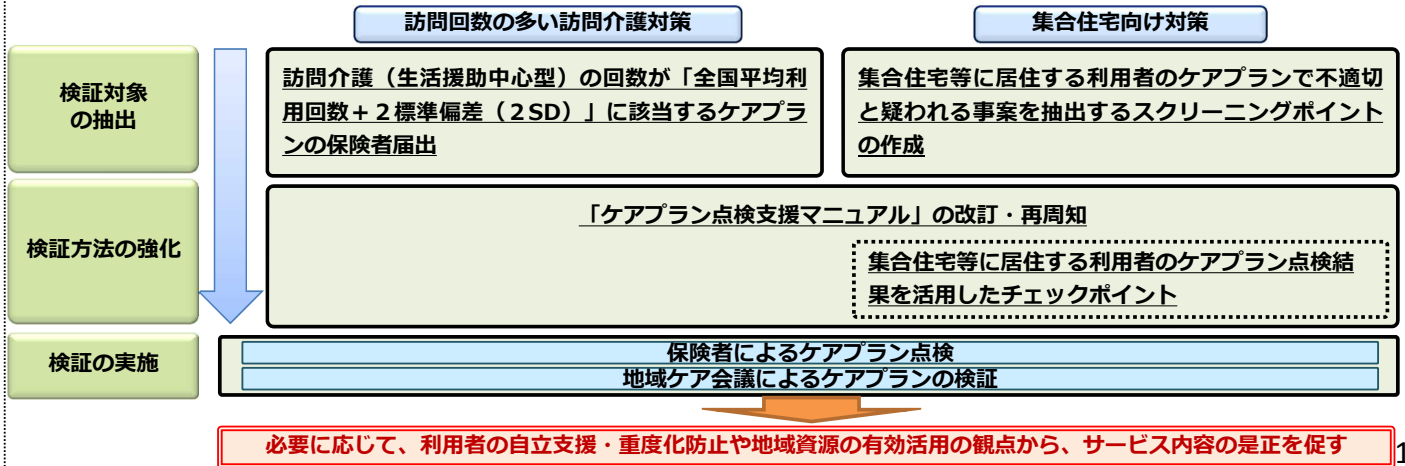 訪問回数の多い訪問介護対策
集合住宅向け対策
検証対象
の抽出
訪問介護（生活援助中心型）の回数が「全国平均利
用回数＋２標準偏差（２SD）」に該当するケアプラ
ンの保険者届出
集合住宅等に居住する利用者のケアプランで不適切
と疑われる事案を抽出するスクリーニングポイント
の作成
検証方法の強化
「ケアプラン点検支援マニュアル」の改訂・再周知
集合住宅等に居住する利用者のケアプラン点検結
果を活用したチェックポイント
検証の実施
保険者によるケアプラン点検
地域ケア会議によるケアプランの検証
必要に応じて、利用者の自立支援・重度化防止や地域資源の有効活用の観点から、サービス内容の是正を促す
1